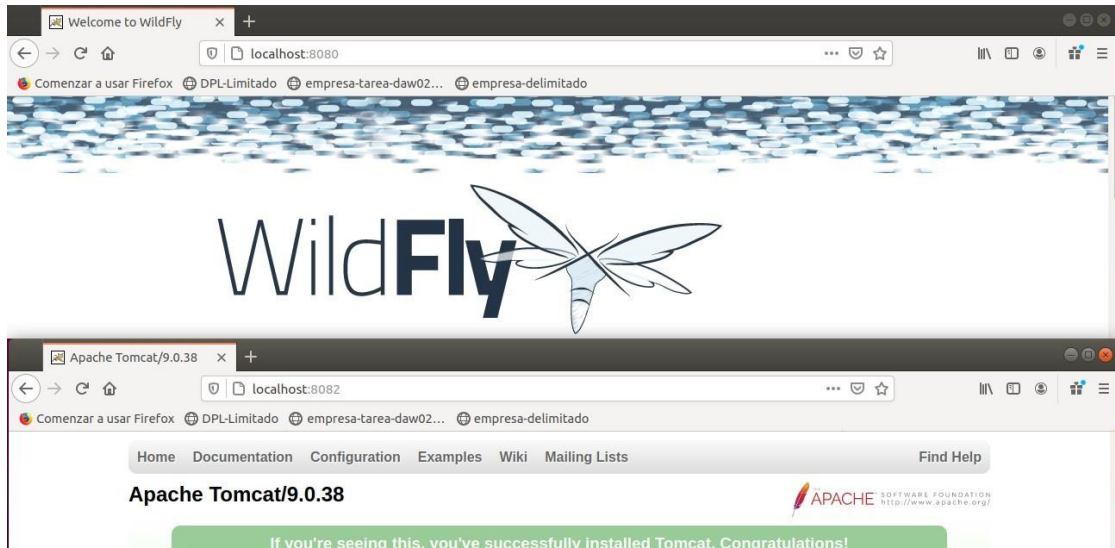 Welcome to WildFly
localhost:8080
Comenzar a usar Firefox DPL-Limitado empresa-tarea-daw02... empresa-delimitado
WildFly
Apache Tomcat/9.0.38
localhost:8082
Comenzar a usar Firefox DPL-Limitado empresa-tarea-daw02... empresa-delimitado
Home Documentation Configuration Examples Wiki Mailing Lists Find Help
Apache Tomcat/9.0.38
APACHE SOFTWARE FOUNDATION
http://www.apache.org/
If you're seeing this, you've successfully installed Tomcat. Congratulations!